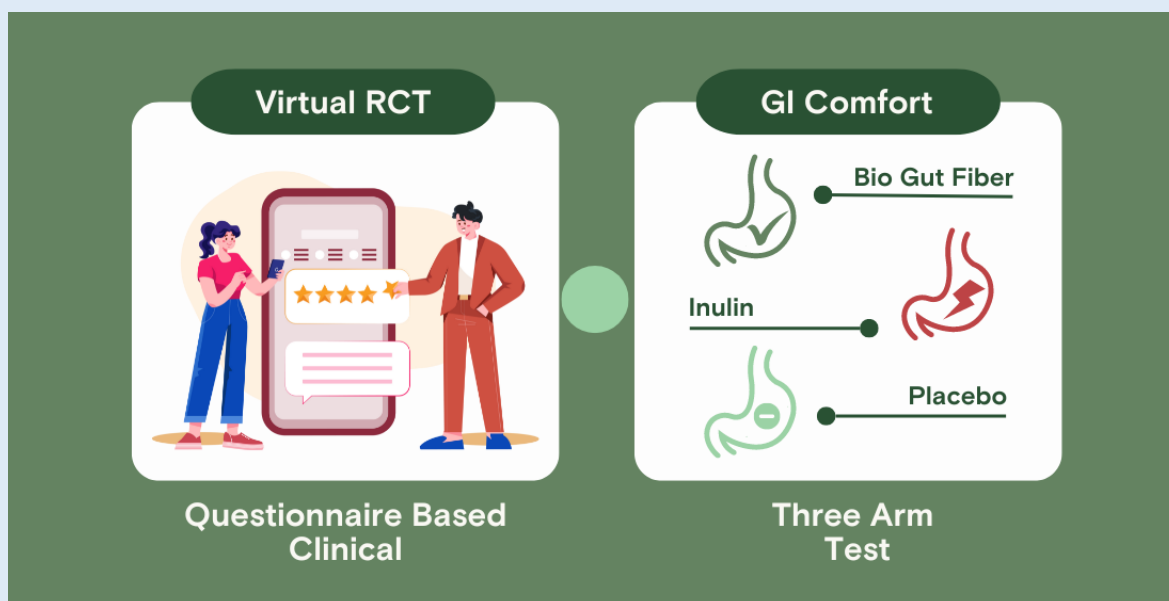 Virtual RCT
Questionnaire Based
Clinical
GI Comfort
Bio Gut Fiber
Inulin
Placebo
Three Arm
Test